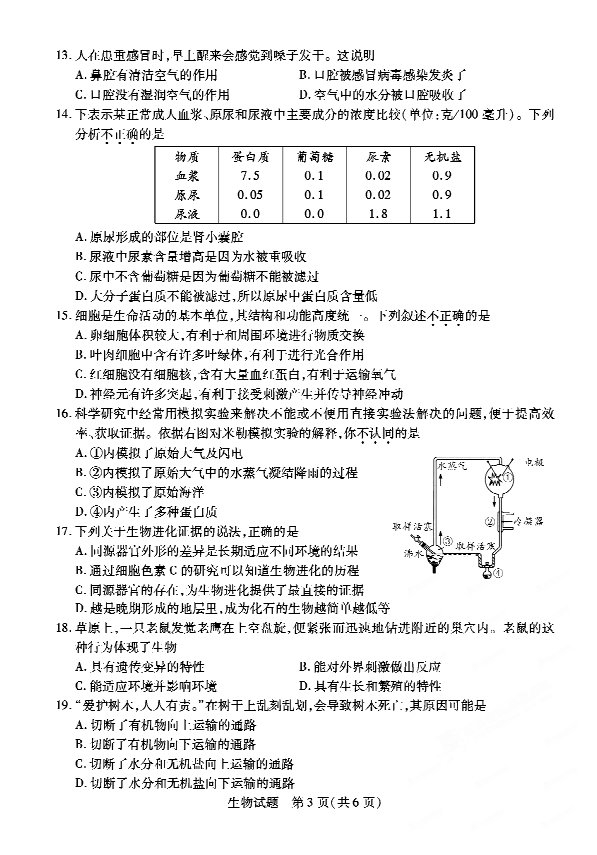 13. 人在患重感冒时,早上醒来会感觉到嗓子发干。这说明
A. 鼻腔有清洁空气的作用 B. 口腔被感冒病毒感染发炎了
C. 口腔没有湿润空气的作用 D. 空气中的水分被口腔吸收了
14. 下表示某正常成人血浆、原尿和尿液中主要成分的浓度比较(单位:克/100 毫升)。下列
分析不正确的是
物质 蛋白质 葡萄糖 尿素 无机盐
血浆 7.5 0.1 0.02 0.9
原尿 0.05 0.1 0.02 0.9
尿液 0.0 0.0 1.8 1.1
A. 原尿形成的部位是肾小囊腔
B. 尿液中尿素含量增高是因为水被重吸收
C. 尿中不含葡萄糖是因为葡萄糖不能被滤过
D. 大分子蛋白质不能被滤过,所以原尿中蛋白质含量低
15. 细胞是生命活动的基本单位,其结构和功能高度统一。下列叙述不正确的是
A. 卵细胞体积较大,有利于和周围环境进行物质交换
B. 叶肉细胞中含有许多叶绿体,有利于进行光合作用
C. 红细胞没有细胞核,含有大量血红蛋白,有利于运输氧气
D. 神经元有许多突起,有利于接受刺激产生并传导神经冲动
16. 科学研究中经常用模拟实验来解决不能或不便用直接实验法解决的问题,便于提高效
率、获取证据。依据右图对米勒模拟实验的解释,你不认同的是
A. ①内模拟了原始大气及闪电
B. ②内模拟了原始大气中的水蒸气凝结降雨的过程
C. ③内模拟了原始海洋
D. ④内产生了多种蛋白质
水蒸气
电极
①
②
冷凝器
取样活塞
③
沸水
取样活塞
④
17. 下列关于生物进化证据的说法,正确的是
A. 同源器官外形的差异是长期适应不同环境的结果
B. 通过细胞色素 C 的研究可以知道生物进化的历程
C. 同源器官的存在,为生物进化提供了最直接的证据
D. 越是晚期形成的地层里,成为化石的生物越简单越低等
18. 草原上,一只老鼠发觉老鹰在上空盘旋,便紧张而迅速地钻进附近的巢穴内。老鼠的这
种行为体现了生物
A. 具有遗传变异的特性 B. 能对外界刺激做出反应
C. 能适应环境并影响环境 D. 具有生长和繁殖的特性
19. “爱护树木,人人有责。”在树干上乱刻乱划,会导致树木死亡,其原因可能是
A. 切断了有机物向上运输的通路
B. 切断了有机物向下运输的通路
C. 切断了水分和无机盐向上运输的通路
D. 切断了水分和无机盐向下运输的通路
生物试题 第 3 页(共 6 页)